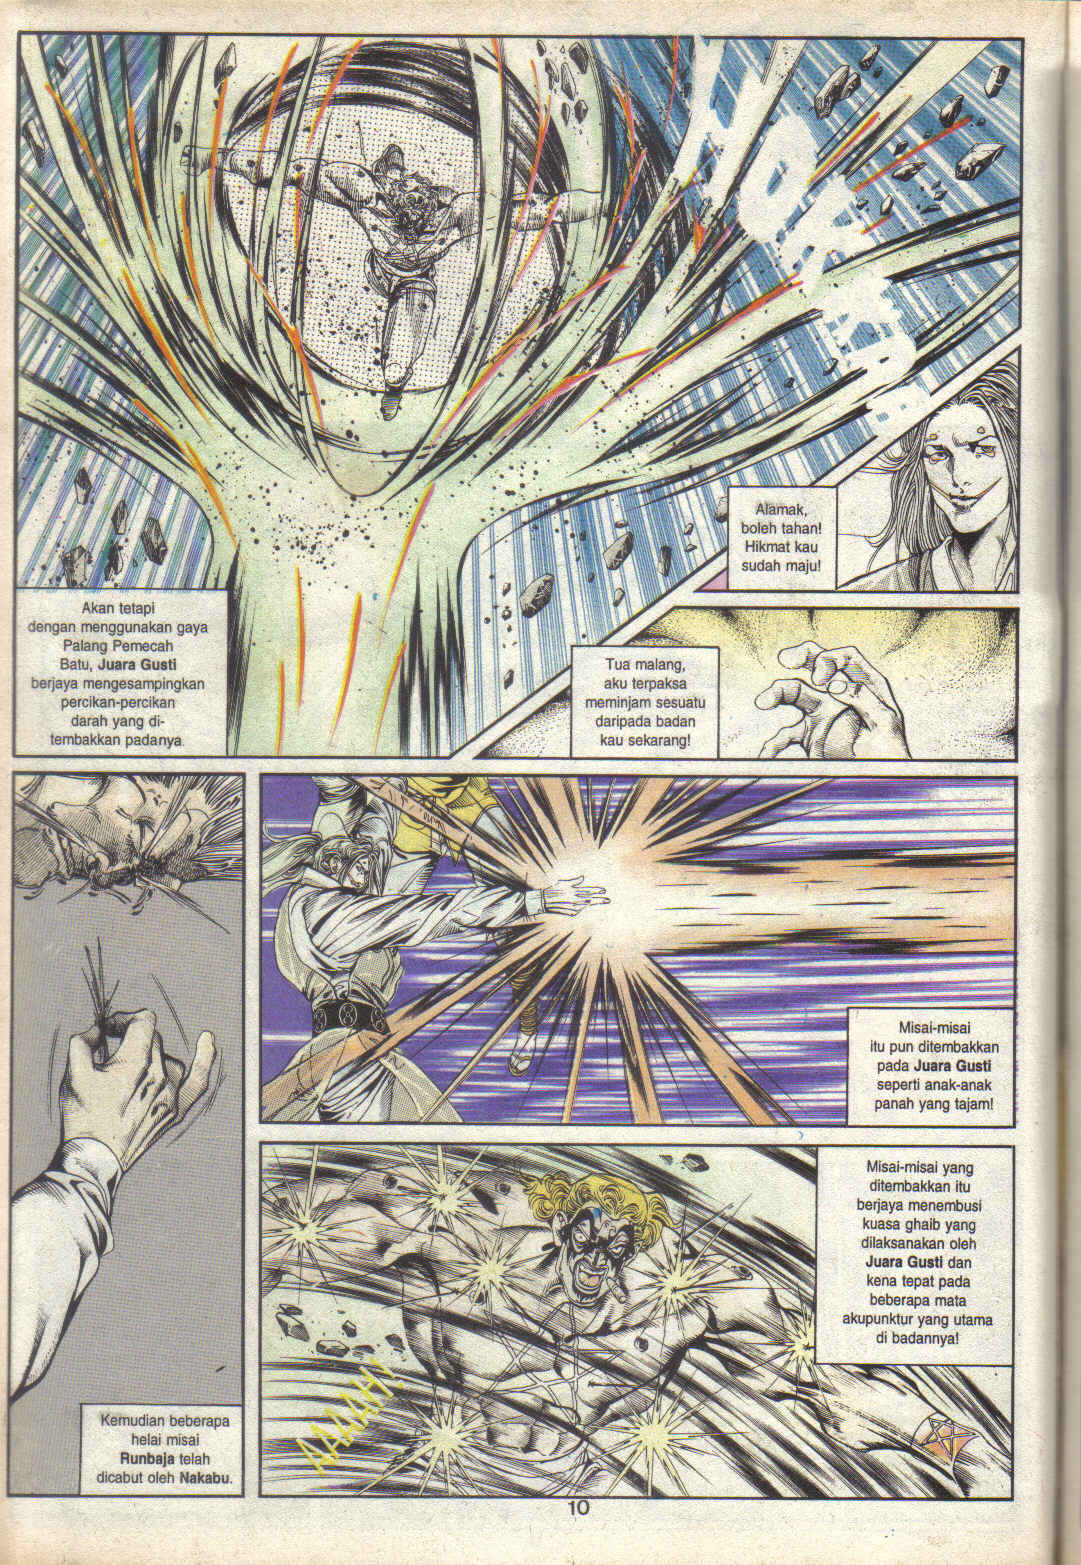 Akan tetapi
dengan menggunakan gaya
Palang Pemecah
Batu, Juara Gusti
berjaya mengesampingkan
percikan-percikan
darah yang di-
tembakkan padanya.
Alamak,
boleh tahan!
Hikmat kau
sudah maju!
Tua malang,
aku terpaksa
meminjam sesuatu
daripada badan
kau sekarang!
Kemudian beberapa
helai misai
Runbaja telah
dicabut oleh Nakabu.
Misai-misai
itu pun ditembakkan
pada Juara Gusti
seperti anak-anak
panah yang tajam!
Misai-misai yang
ditembakkan itu
berjaya menembusi
kuasa ghaib yang
dilaksanakan oleh
Juara Gusti dan
kena tepat pada
beberapa mata
akupunktur yang utama
di badannya!
AAAAAH!
10